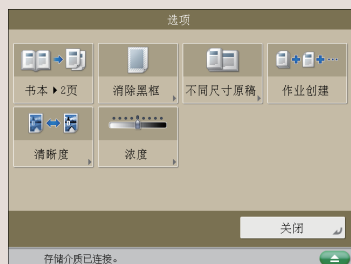 选项
书本▶2页
消除黑框
不同尺寸原稿
作业创建
清晰度
浓度
关闭
存储介质已连接。